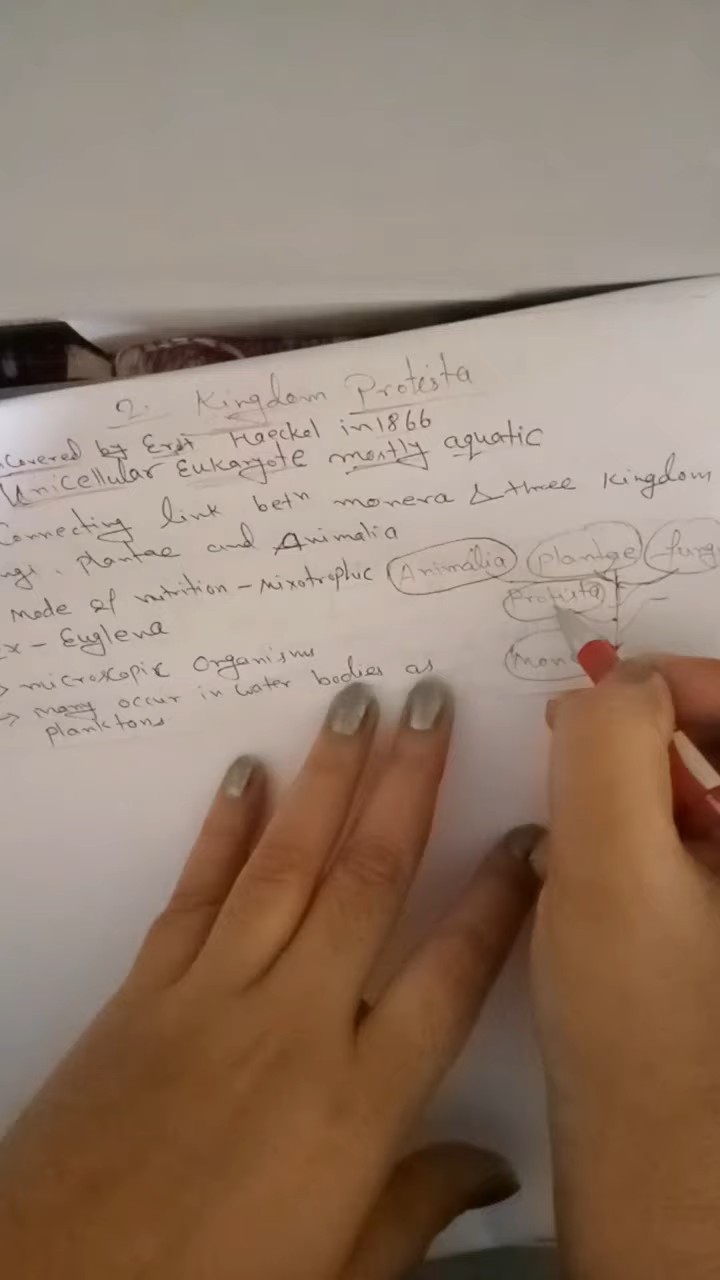 2. Kingdom Protista
covered by Erst Haeckel in 1866
Unicellular Eukaryote mostly aquatic
Connecting link betn monera & three Kingdom
ngi, plantae and Animalia
mode of nutrition - mixotrophic
Ex - Euglena
→ microscopic organisms
→ many occur in water bodies as
planktons
Animalia plantae fungi
Protista
Mon